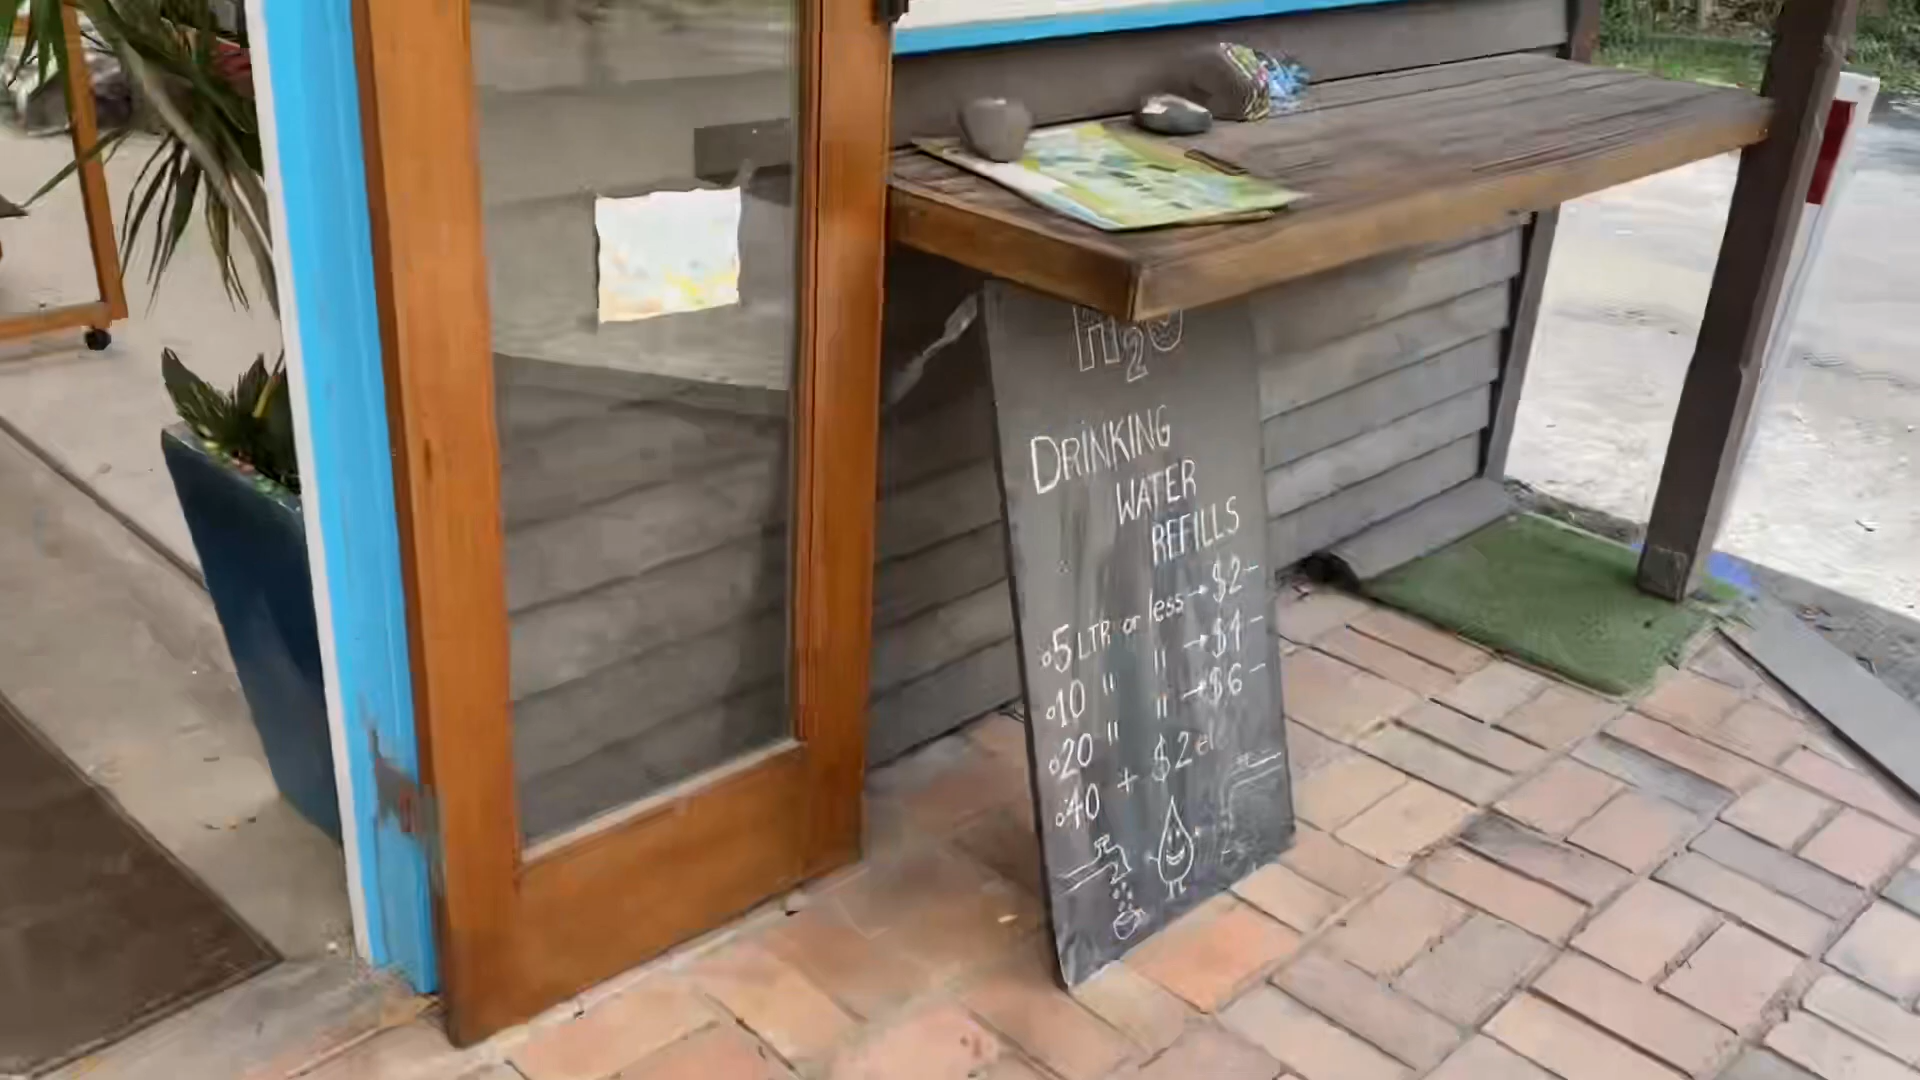 H2O
DRINKING
WATER
REFILLS
5 LTR or less → $2-
10 " " → $4-
20 " " → $6-
40 + $2